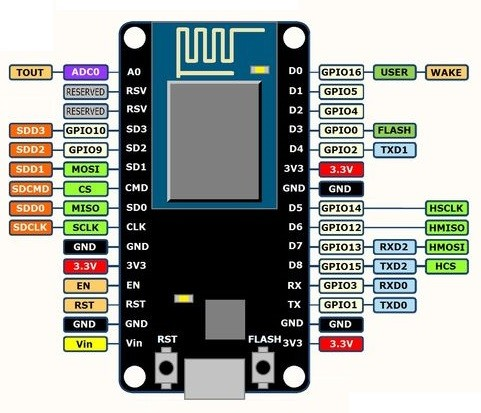 TOUT ADC0 A0 D0 GPIO16 USER WAKE
RESERVED RSV D1 GPIO5
RESERVED RSV D2 GPIO4
SDD3 GPIO10 SD3 D3 GPIO0 FLASH
SDD2 GPIO9 SD2 D4 GPIO2 TXD1
SDD1 MOSI SD1 3V3 3.3V
SDCMD CS CMD GND GND
SDD0 MISO SD0 D5 GPIO14 HSCLK
SDCLK SCLK CLK D6 GPIO12 HMISO
GND GND D7 GPIO13 RXD2 HMOSI
3.3V 3V3 D8 GPIO15 TXD2 HCS
EN EN RX GPIO3 RXD0
RST RST TX GPIO1 TXD0
GND GND GND GND
Vin Vin RST FLASH 3V3 3.3V